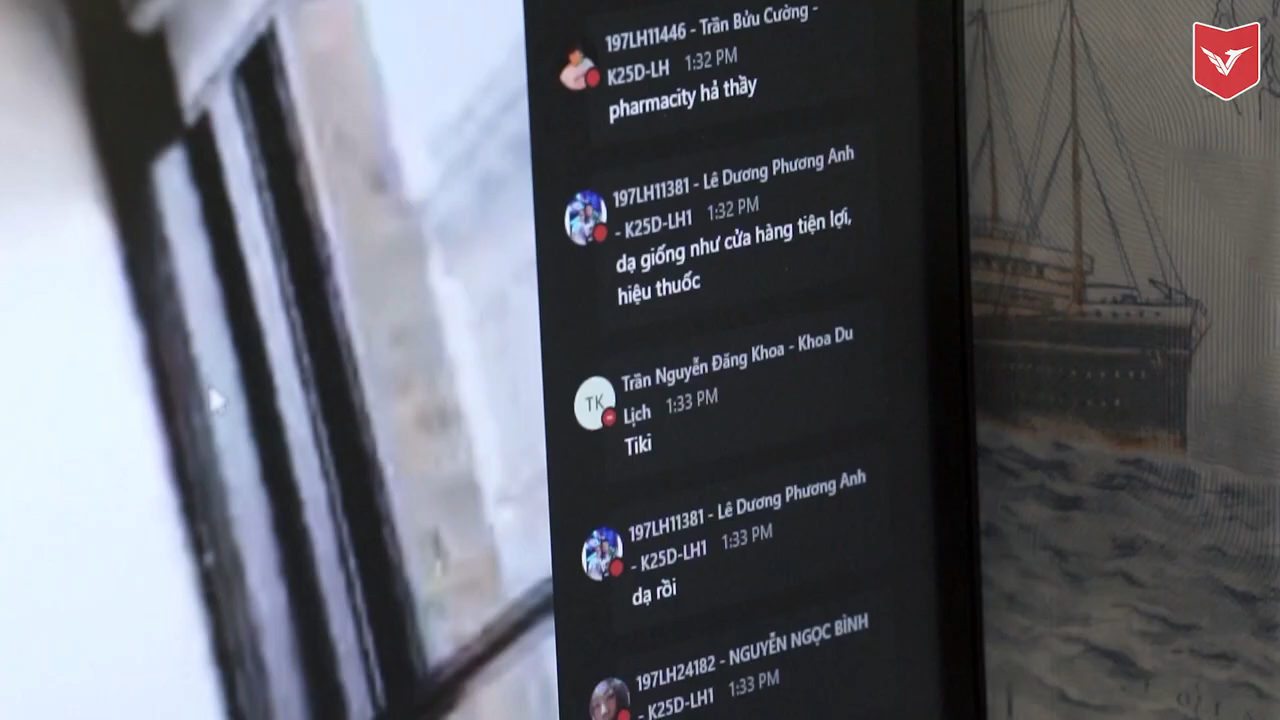 197LH11446 - Trần Bửu Cường -
K25D-LH 1:32 PM
pharmacity hả thầy
197LH11381 - Lê Dương Phương Anh
- K25D-LH1 1:32 PM
dạ giống như cửa hàng tiện lợi,
hiệu thuốc
Trần Nguyễn Đăng Khoa - Khoa Du
Lịch 1:33 PM
TK
Tiki
197LH11381 - Lê Dương Phương Anh
- K25D-LH1 1:33 PM
dạ rồi
197LH24182 - NGUYỄN NGỌC BÌNH
- K25D-LH1 1:33 PM